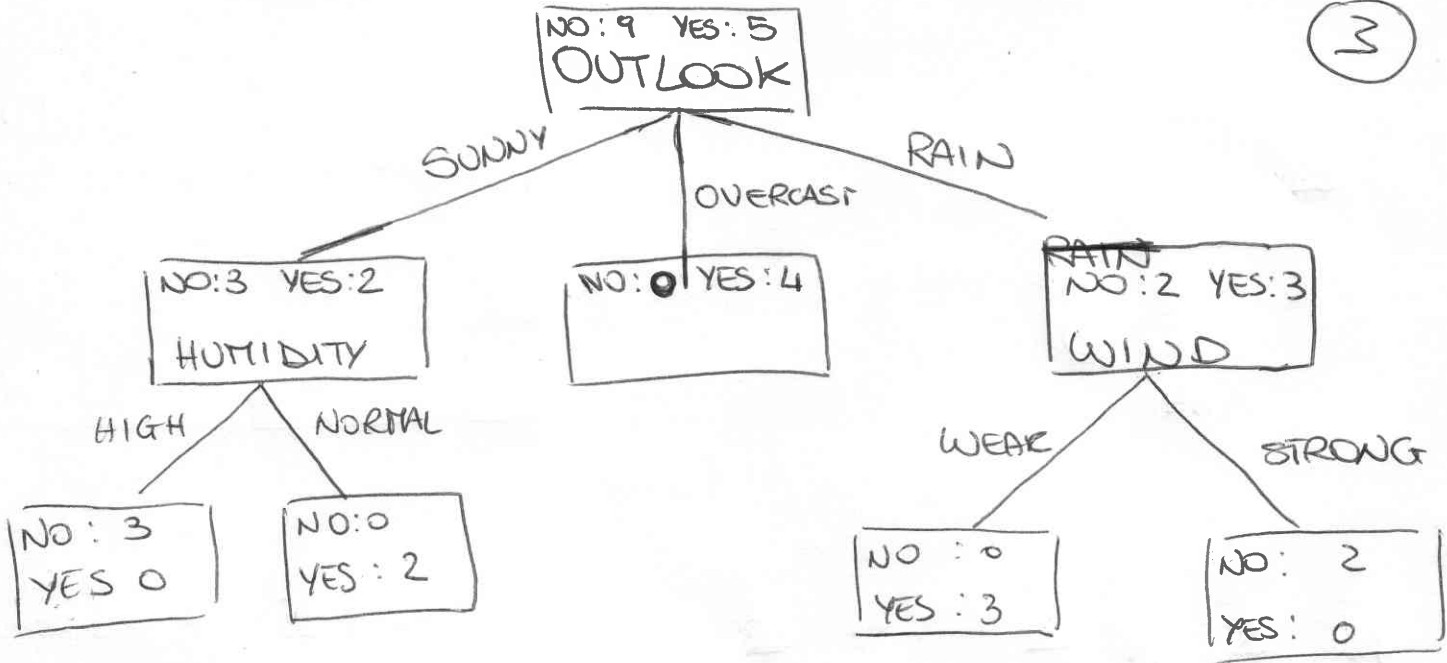 3
NO: 9 YES: 5
OUTLOOK
SUNNY
OVERCAST
RAIN
NO:3 YES:2
HUMIDITY
NO: 0 YES: 4
RAIN
NO:2 YES:3
WIND
HIGH
NORMAL
WEAK
STRONG
NO: 3
YES 0
NO:0
YES: 2
NO : 0
YES : 3
NO: 2
YES: 0